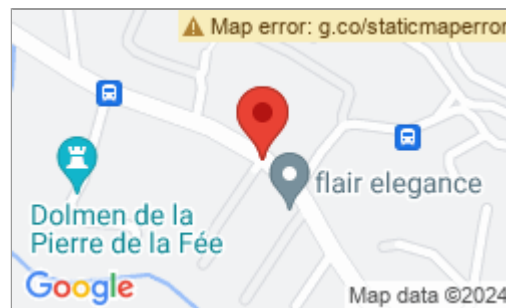 Map error: g.co/staticmaperror
flair elegance
Dolmen de la
Pierre de la Fée
Google
Map data ©2024